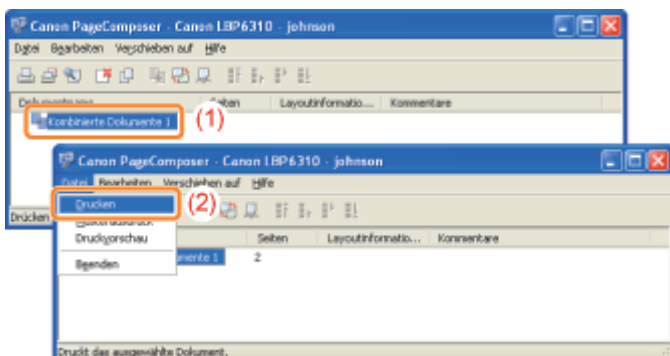 Canon PageComposer - Canon LBP6310 - johnson
Datei Bearbeiten Verschieben auf Hilfe
Seiten Layoutinformatio... Kommentare
Kombinierte Dokumente 1 (1)
Canon PageComposer - Canon LBP6310 - johnson
Datei Bearbeiten Verschieben auf Hilfe
Drucken (2)
Drücken
Druckvorschau Seiten Layoutinformatio... Kommentare
Beenden 2
Druckt das ausgewählte Dokument.